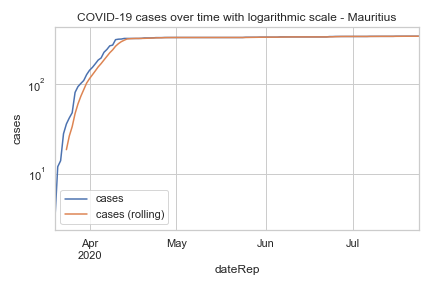 COVID-19 cases over time with logarithmic scale - Mauritius
cases
10²
10¹
cases
cases (rolling)
Apr
2020
May
Jun
Jul
dateRep